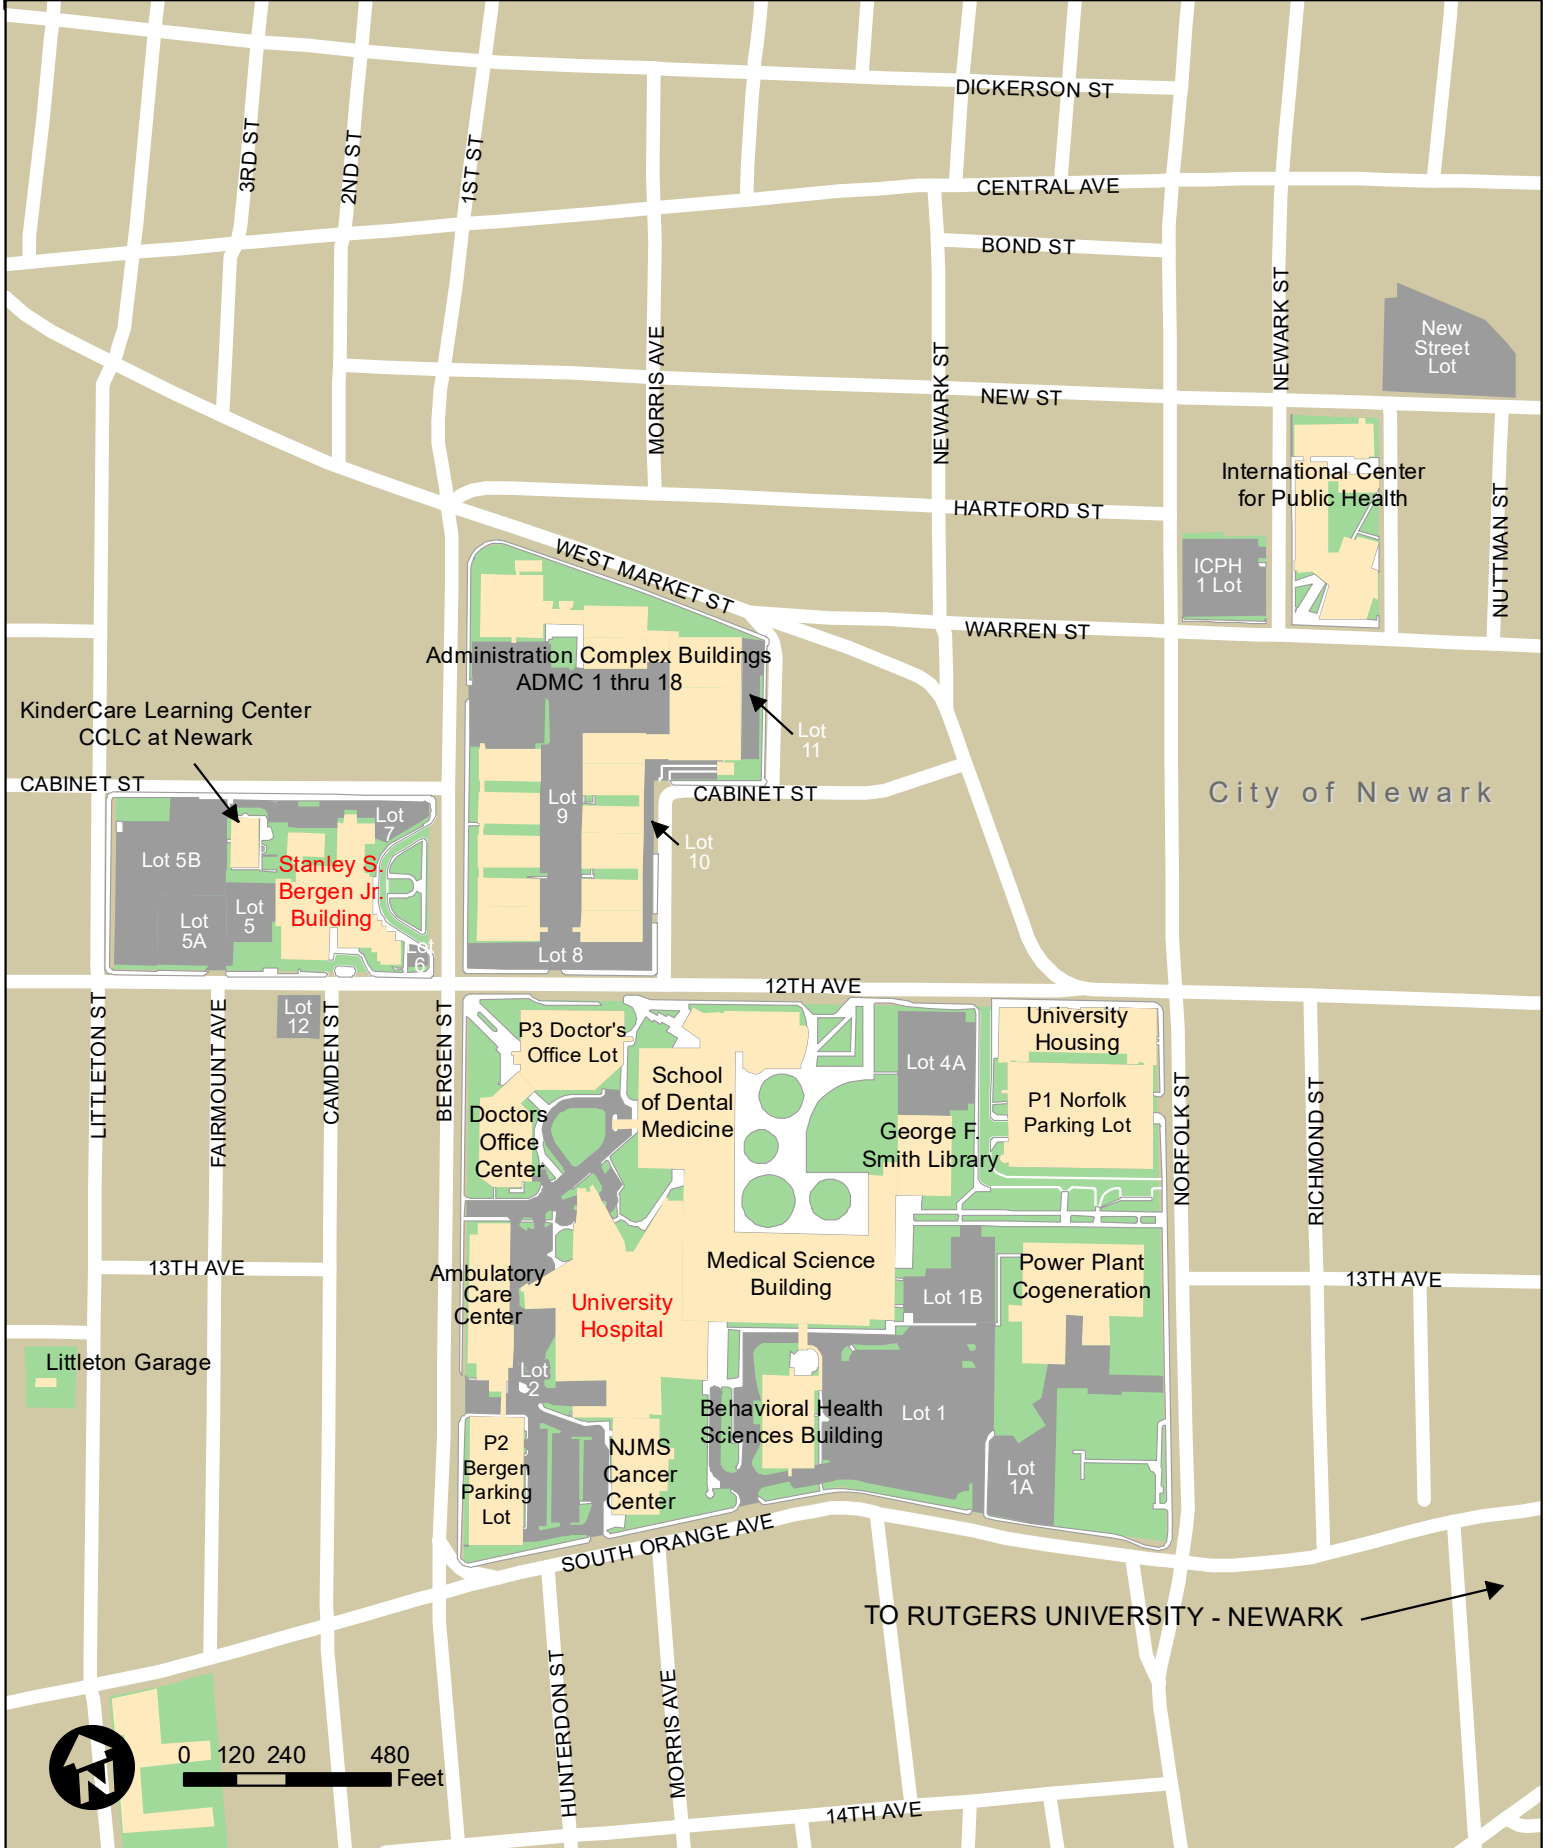 DICKERSON ST
3RD ST
2ND ST
1ST ST
CENTRAL AVE
BOND ST
NEWARK ST
New
Street
Lot
MORRIS AVE
NEWARK ST
NEW ST
International Center
for Public Health
HARTFORD ST
NUTTMAN ST
WEST MARKET ST
ICPH
1 Lot
WARREN ST
Administration Complex Buildings
ADMC 1 thru 18
KinderCare Learning Center
CCLC at Newark
Lot
11
CABINET ST
CABINET ST
City of Newark
Lot
9
Lot
7
Lot
10
Lot 5B
Stanley S.
Bergen Jr.
Building
Lot
5
Lot
5A
Lot
6
Lot 8
12TH AVE
LITTLETON ST
FAIRMOUNT AVE
Lot
12
CAMDEN ST
BERGEN ST
P3 Doctor's
Office Lot
University
Housing
Lot 4A
School
of Dental
Medicine
Doctors
Office
Center
P1 Norfolk
Parking Lot
George F.
Smith Library
NORFOLK ST
RICHMOND ST
13TH AVE
Ambulatory
Care
Center
University
Hospital
Medical Science
Building
Lot 1B
Power Plant
Cogeneration
13TH AVE
Littleton Garage
Lot
2
Behavioral Health
Sciences Building
Lot 1
P2
Bergen
Parking
Lot
NJMS
Cancer
Center
Lot
1A
SOUTH ORANGE AVE
TO RUTGERS UNIVERSITY - NEWARK
HUNTERDON ST
MORRIS AVE
N
0 120 240 480
Feet
14TH AVE